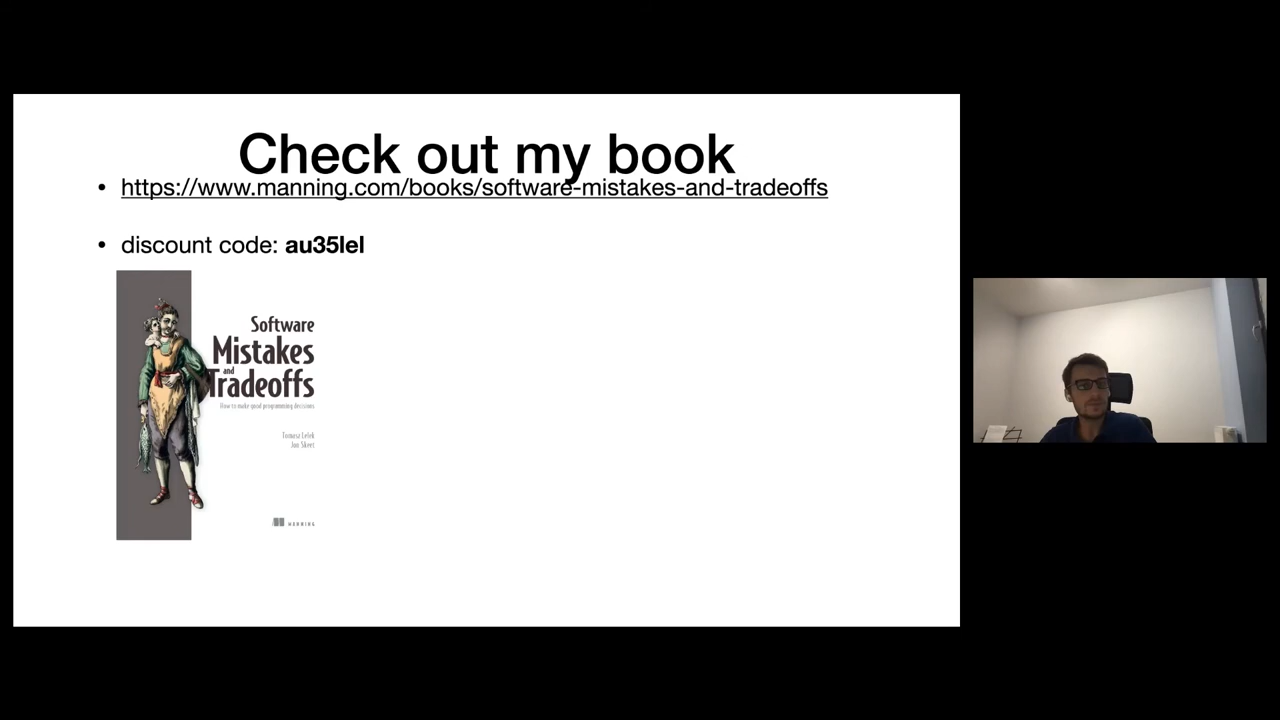 Check out my book
• https://www.manning.com/books/software-mistakes-and-tradeoffs
• discount code: au35lel
Software
Mistakes
and
Tradeoffs
How to make good programming decisions
Tomasz Lelek
Jon Skeet
MANNING